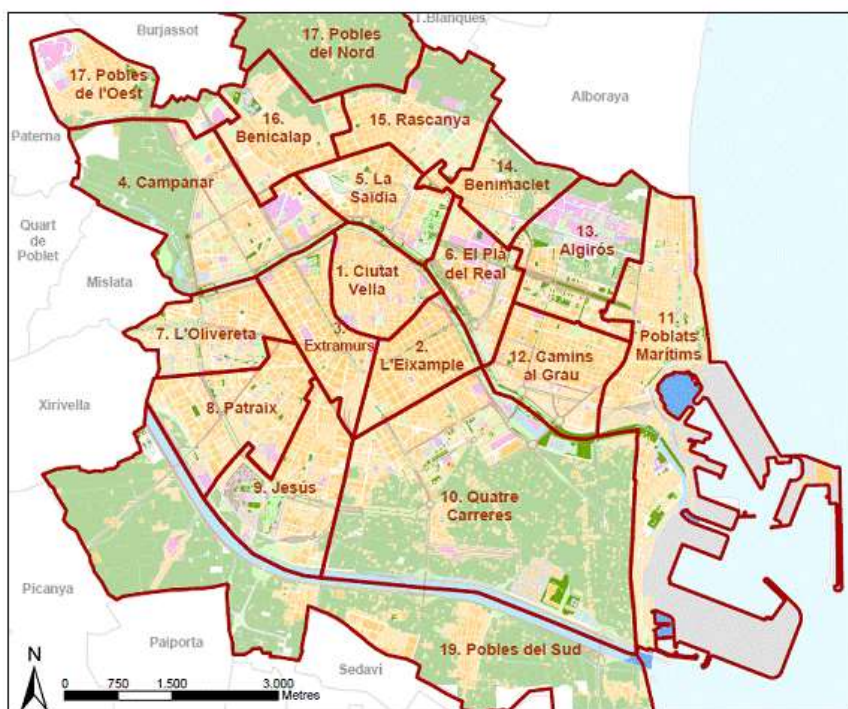 Burjassot
T.Blanques
17. Pobles
del Nord
17. Pobles
de l'Oest
Alboraya
16.
Benicalap
15. Rascanya
Paterna
14.
Benimaclet
4. Campanar
5. La
Saïdia
Quart
de
Poblet
13.
Algirós
6. El Pla
del Real
1. Ciutat
Vella
Mislata
11.
Poblats
Marítims
7. L'Olivereta
3.
Extramurs
2.
L'Eixample
12. Camins
al Grau
Xirivella
8. Patraix
9. Jesús
10. Quatre
Carreres
Picanya
Paiporta
Sedaví
19. Pobles del Sud
N
0 750 1.500 3.000
Metres